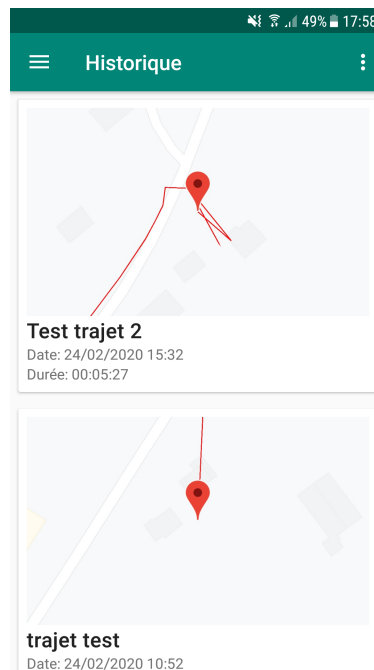 49% 17:58
Historique
Test trajet 2
Date: 24/02/2020 15:32
Durée: 00:05:27
trajet test
Date: 24/02/2020 10:52